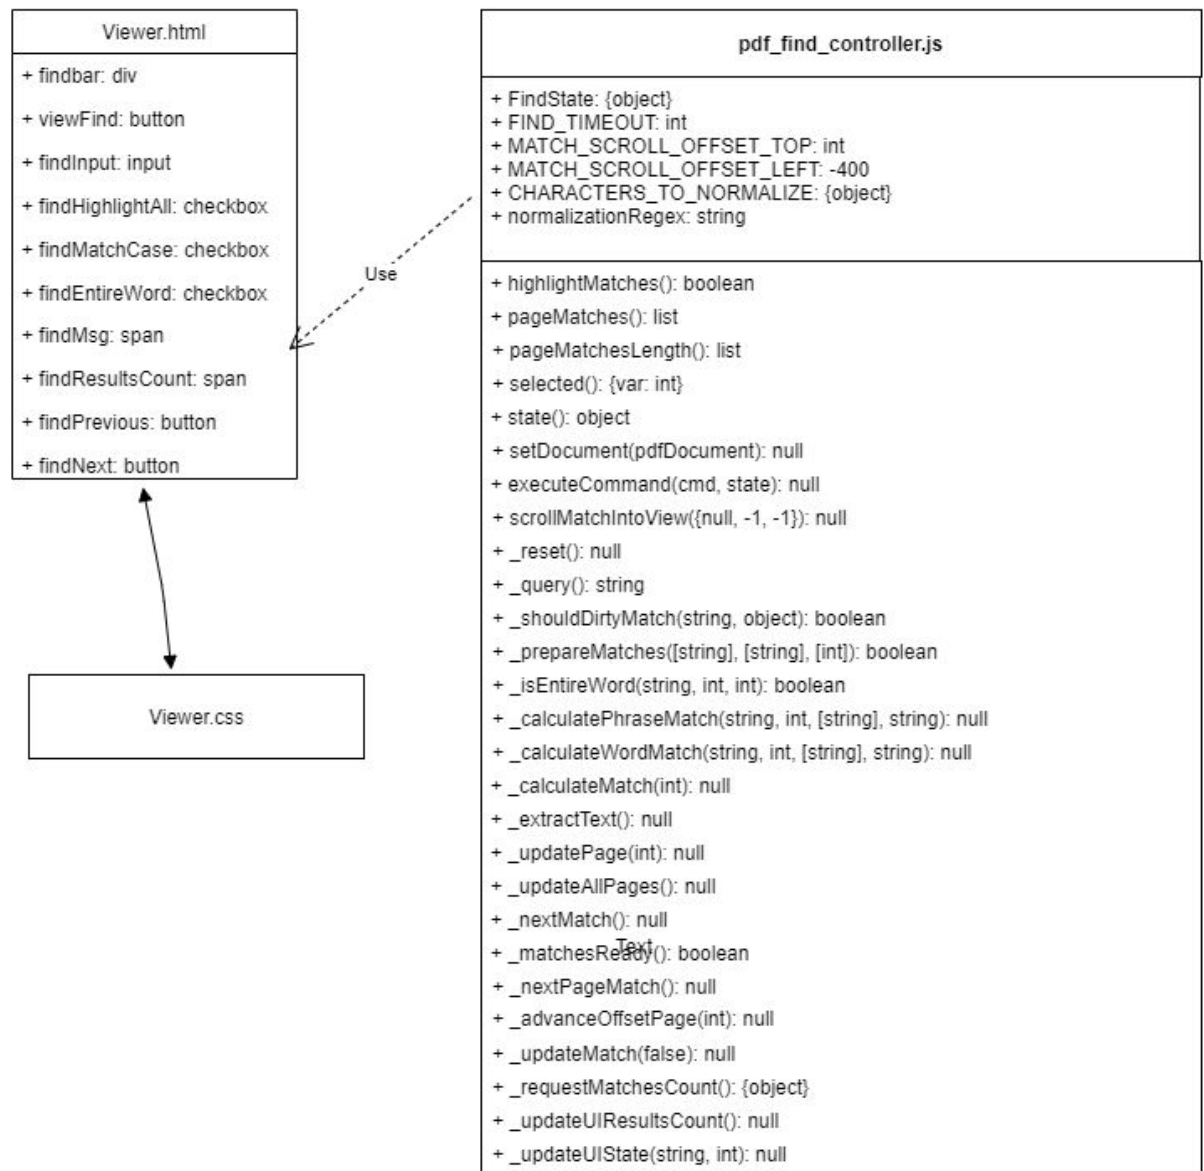 Viewer.html
+ findbar: div
+ viewFind: button
+ findInput: input
+ findHighlightAll: checkbox
+ findMatchCase: checkbox
+ findEntireWord: checkbox
+ findMsg: span
+ findResultsCount: span
+ findPrevious: button
+ findNext: button
Viewer.css
Use
pdf_find_controller.js
+ FindState: {object}
+ FIND_TIMEOUT: int
+ MATCH_SCROLL_OFFSET_TOP: int
+ MATCH_SCROLL_OFFSET_LEFT: -400
+ CHARACTERS_TO_NORMALIZE: {object}
+ normalizationRegex: string
+ highlightMatches(): boolean
+ pageMatches(): list
+ pageMatchesLength(): list
+ selected(): {var: int}
+ state(): object
+ setDocument(pdfDocument): null
+ executeCommand(cmd, state): null
+ scrollMatchIntoView({null, -1, -1}): null
+ _reset(): null
+ _query(): string
+ _shouldDirtyMatch(string, object): boolean
+ _prepareMatches([string], [string], [int]): boolean
+ _isEntireWord(string, int, int): boolean
+ _calculatePhraseMatch(string, int, [string], string): null
+ _calculateWordMatch(string, int, [string], string): null
+ _calculateMatch(int): null
+ _extractText(): null
+ _updatePage(int): null
+ _updateAllPages(): null
+ _nextMatch(): null
Text
+ _matchesReady(): boolean
+ _nextPageMatch(): null
+ _advanceOffsetPage(int): null
+ _updateMatch(false): null
+ _requestMatchesCount(): {object}
+ _updateUIResultsCount(): null
+ _updateUIState(string, int): null